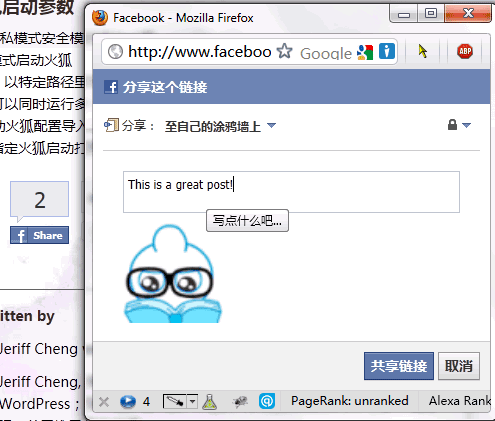 启动参数
Facebook - Mozilla Firefox
私模式安全模
http://www.faceboo
Google
ABP
模式启动火狐
以特定路径里
可以同时运行多
动火狐配置导入
指定火狐启动打
分享这个链接
分享：
至自己的涂鸦墙上
This is a great post!
写点什么吧...
2
Share
共享链接
取消
itten by
Jeriff Cheng
Jeriff Cheng,
WordPress；
4
PageRank: unranked
Alexa Rank